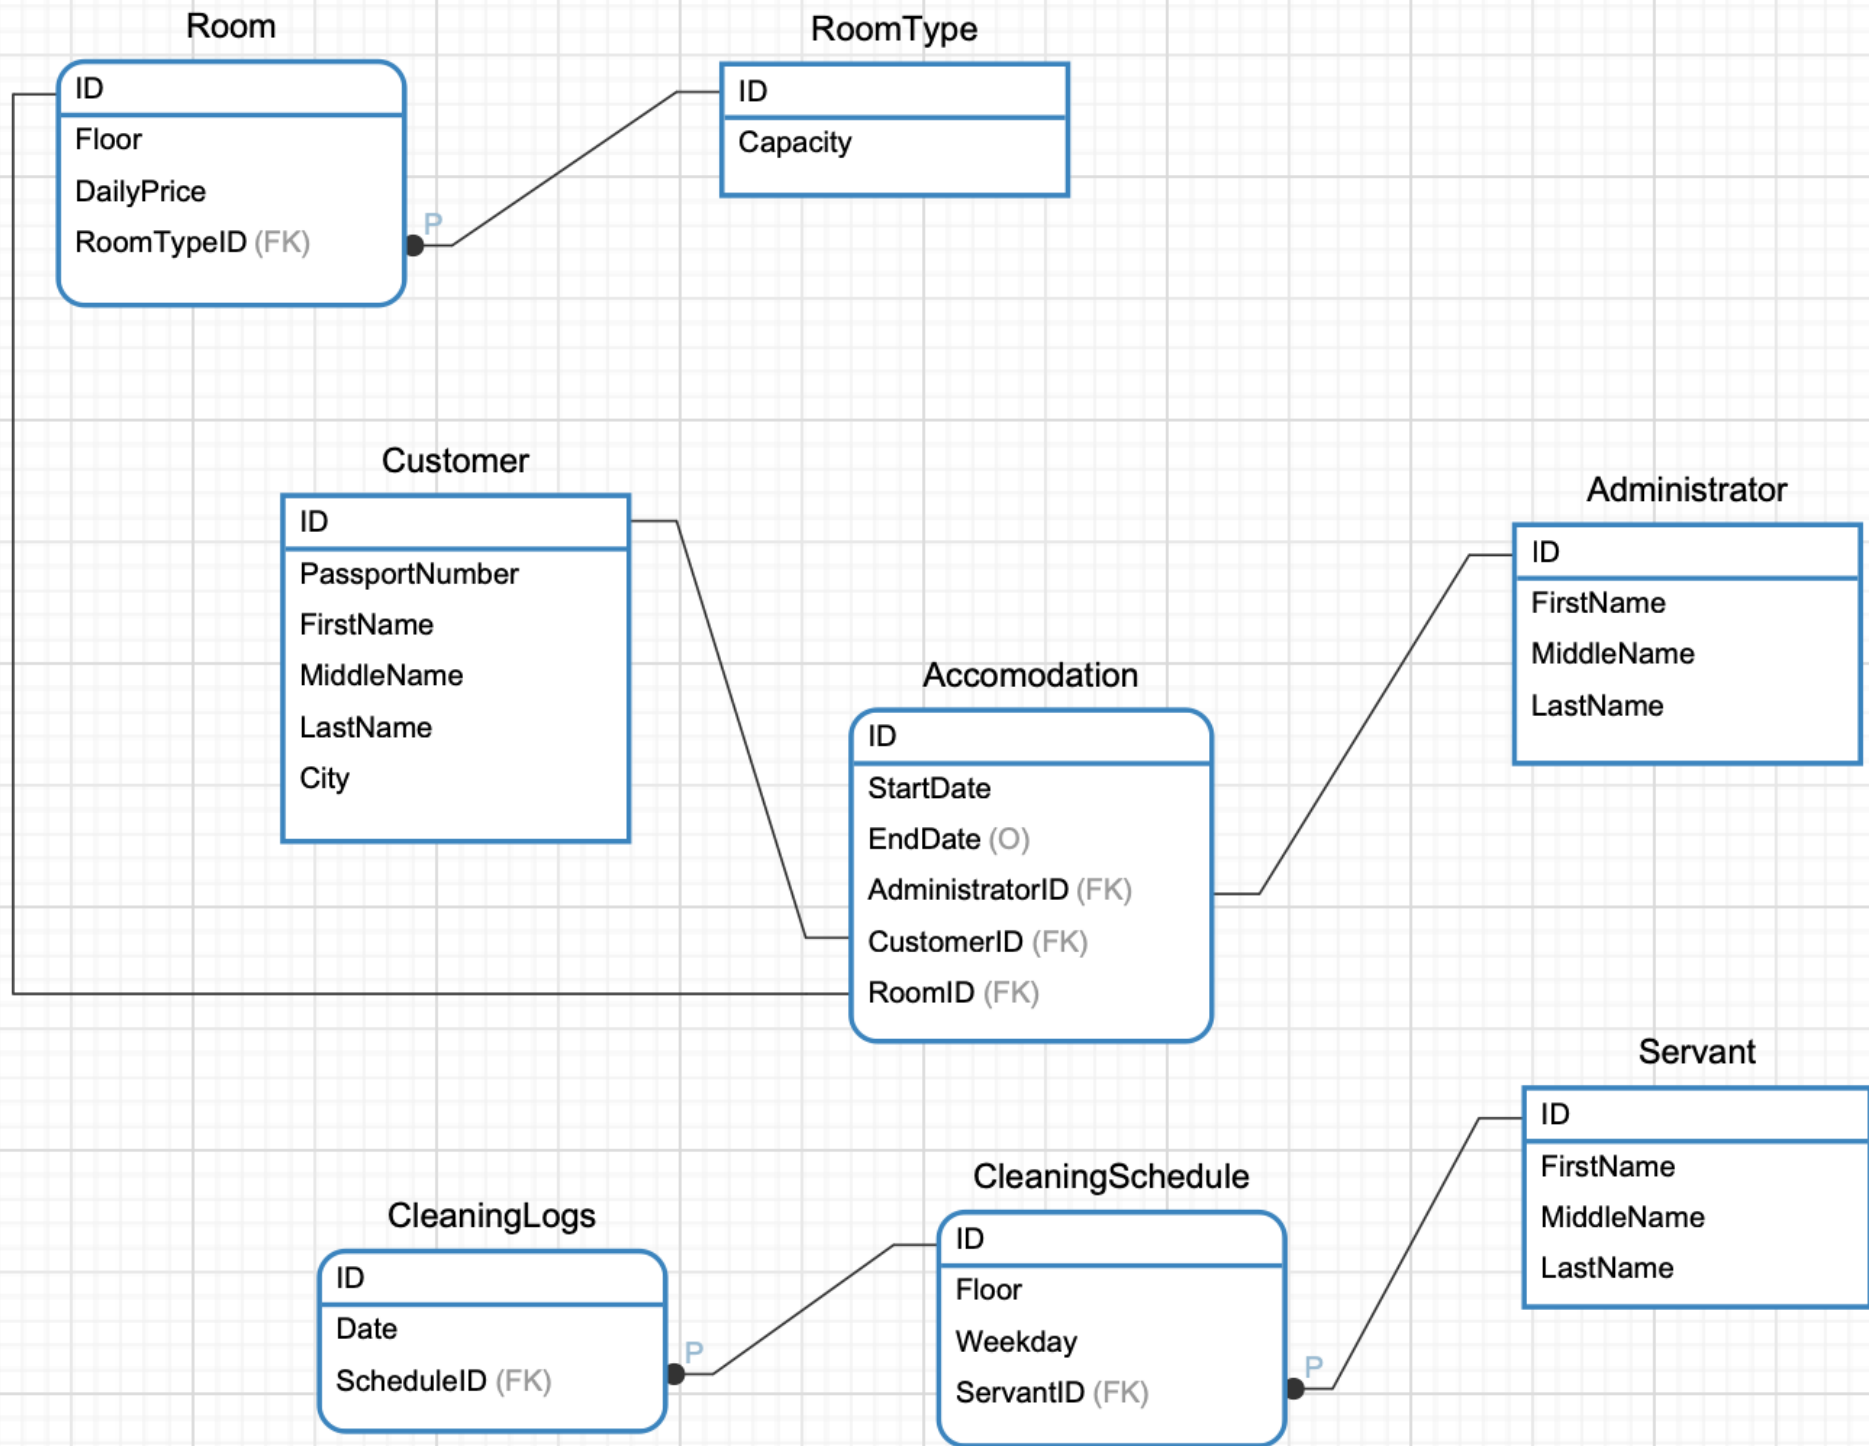 Room
ID
Floor
DailyPrice
RoomTypeID (FK)
P
RoomType
ID
Capacity
Customer
ID
PassportNumber
FirstName
MiddleName
LastName
City
Accomodation
ID
StartDate
EndDate (O)
AdministratorID (FK)
CustomerID (FK)
RoomID (FK)
Administrator
ID
FirstName
MiddleName
LastName
CleaningLogs
ID
Date
ScheduleID (FK)
P
CleaningSchedule
ID
Floor
Weekday
ServantID (FK)
P
Servant
ID
FirstName
MiddleName
LastName